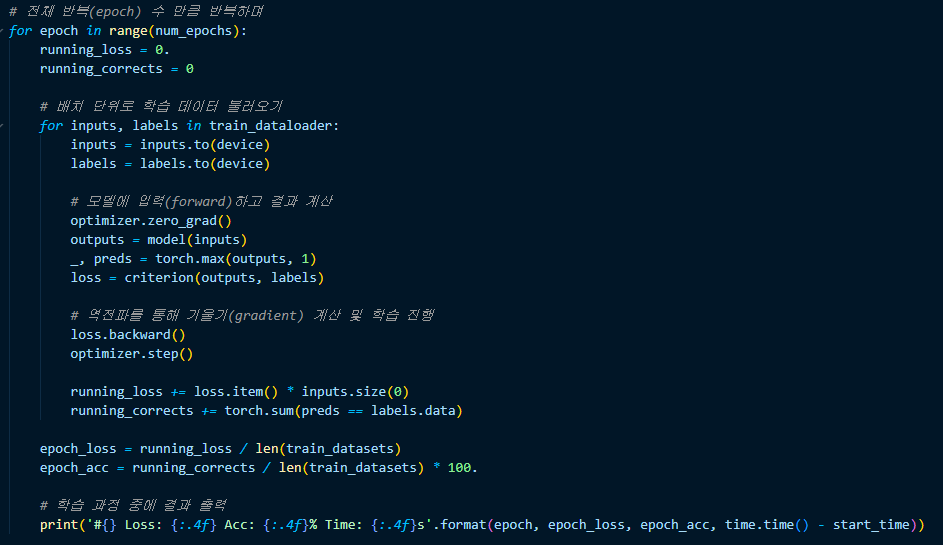 # 전체 반복(epoch) 수 만큼 반복하며
for epoch in range(num_epochs):
    running_loss = 0.
    running_corrects = 0

    # 배치 단위로 학습 데이터 불러오기
    for inputs, labels in train_dataloader:
        inputs = inputs.to(device)
        labels = labels.to(device)

        # 모델에 입력(forward)하고 결과 계산
        optimizer.zero_grad()
        outputs = model(inputs)
        _, preds = torch.max(outputs, 1)
        loss = criterion(outputs, labels)

        # 역전파를 통해 기울기(gradient) 계산 및 학습 진행
        loss.backward()
        optimizer.step()

        running_loss += loss.item() * inputs.size(0)
        running_corrects += torch.sum(preds == labels.data)

    epoch_loss = running_loss / len(train_datasets)
    epoch_acc = running_corrects / len(train_datasets) * 100.

    # 학습 과정 중에 결과 출력
    print('#{} Loss: {:.4f} Acc: {:.4f}% Time: {:.4f}s'.format(epoch, epoch_loss, epoch_acc, time.time() - start_time))